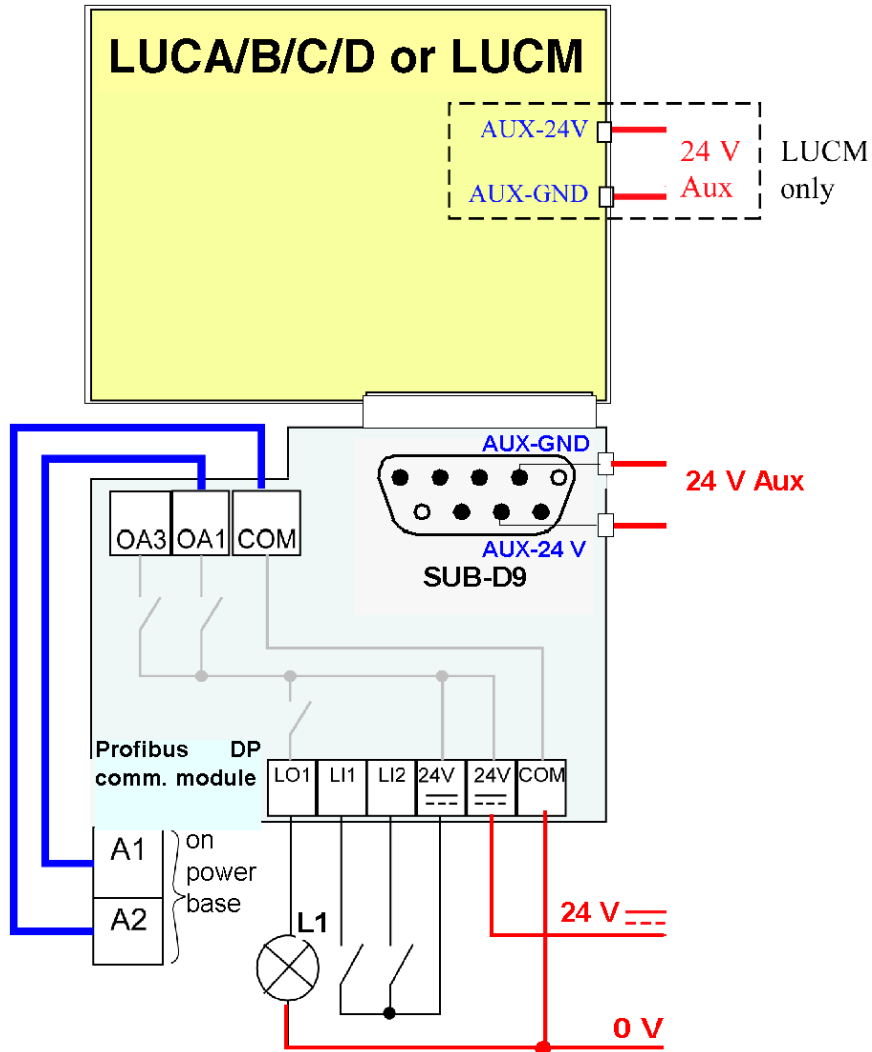 LUCA/B/C/D or LUCM
AUX-24V
24 V
Aux
LUCM
only
AUX-GND
AUX-GND
24 V Aux
AUX-24 V
SUB-D9
OA3
OA1
COM
Profibus DP
comm. module
LO1
LI1
LI2
24V
24V
COM
A1
A2
on
power
base
L1
24 V
0 V